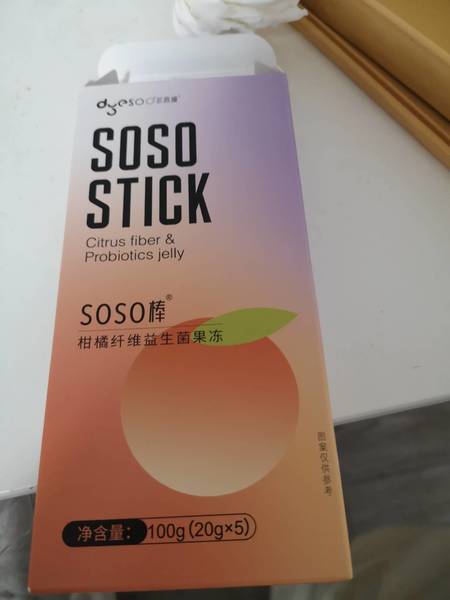 dyesoo
SOSO
STICK
Citrus fiber &
Probiotics jelly
SOSO棒®
柑橘纤维益生菌果冻
图案仅供参考
净含量：100g (20g×5)